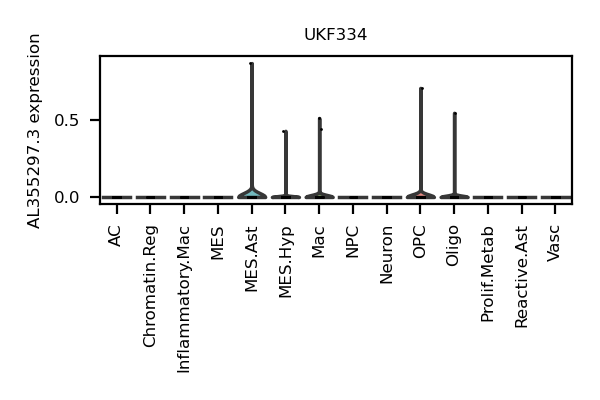 UKF334
AL355297.3 expression
0.5
0.0
AC
Chromatin.Reg
Inflammatory.Mac
MES
MES.Ast
MES.Hyp
Mac
NPC
Neuron
OPC
Oligo
Prolif.Metab
Reactive.Ast
Vasc